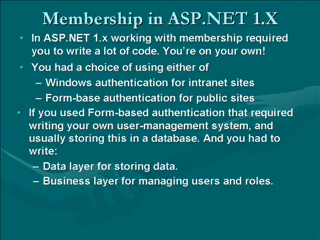 Membership in ASP.NET 1.X
• In ASP.NET 1.x working with membership required
you to write a lot of code. You're on your own!
• You had a choice of using either of
– Windows authentication for intranet sites
– Form-base authentication for public sites
• If you used Form-based authentication that required
writing your own user-management system, and
usually storing this in a database. And you had to
write:
– Data layer for storing data.
– Business layer for managing users and roles.